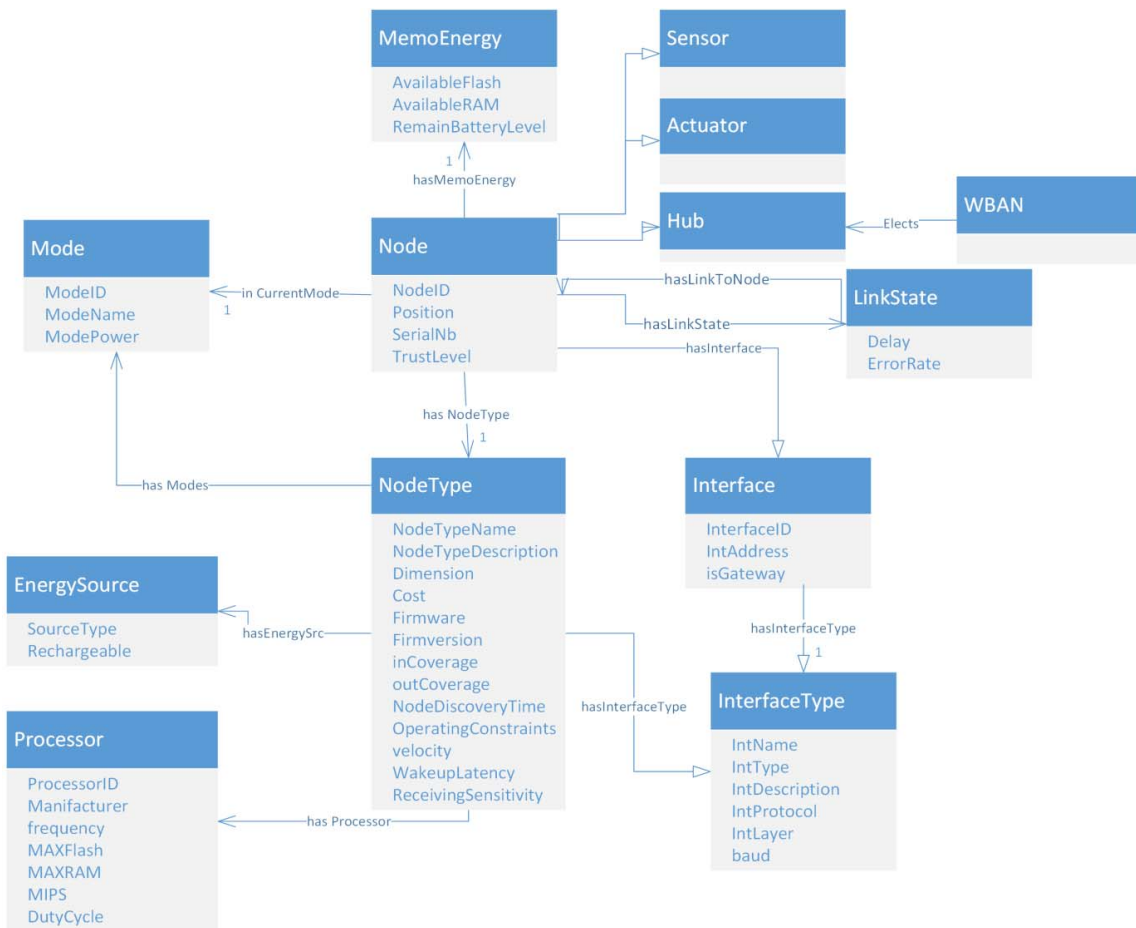 MemoEnergy
AvailableFlash
AvailableRAM
RemainBatteryLevel
Sensor
Actuator
1
hasMemoEnergy
Hub
Elects
WBAN
Mode
ModeID
ModeName
ModePower
in CurrentMode
1
Node
NodeID
Position
SerialNb
TrustLevel
hasLinkToNode
hasLinkState
LinkState
Delay
ErrorRate
hasInterface
has NodeType
1
has Modes
NodeType
NodeTypeName
NodeTypeDescription
Dimension
Cost
Firmware
Firmversion
inCoverage
outCoverage
NodeDiscoveryTime
OperatingConstraints
velocity
WakeupLatency
ReceivingSensitivity
Interface
InterfaceID
IntAddress
isGateway
EnergySource
SourceType
Rechargeable
hasEnergySrc
hasInterfaceType
1
hasInterfaceType
InterfaceType
IntName
IntType
IntDescription
IntProtocol
IntLayer
baud
Processor
ProcessorID
Manifacturer
frequency
MAXFlash
MAXRAM
MIPS
DutyCycle
has Processor